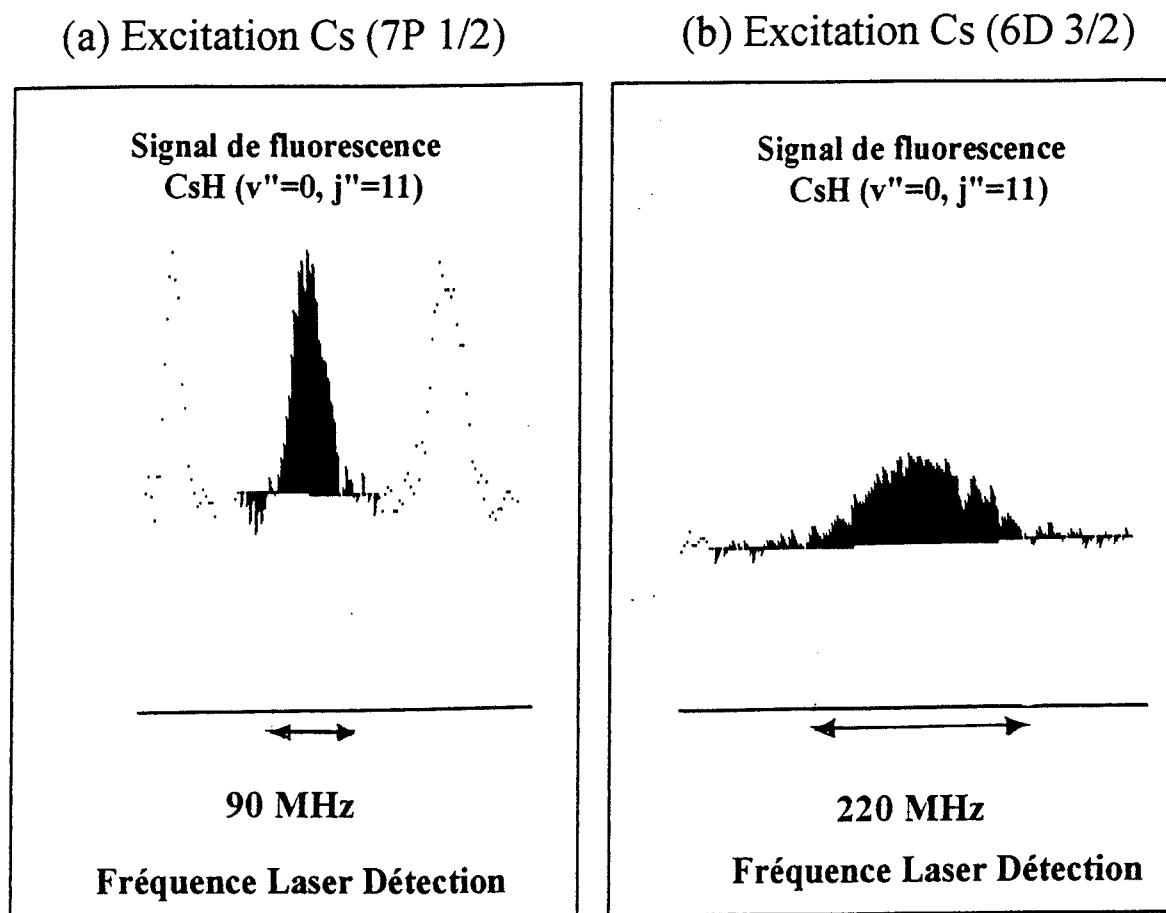 (a) Excitation Cs (7P 1/2)
Signal de fluorescence
CsH (v"=0, j"=11)
90 MHz
Fréquence Laser Détection
(b) Excitation Cs (6D 3/2)
Signal de fluorescence
CsH (v"=0, j"=11)
220 MHz
Fréquence Laser Détection